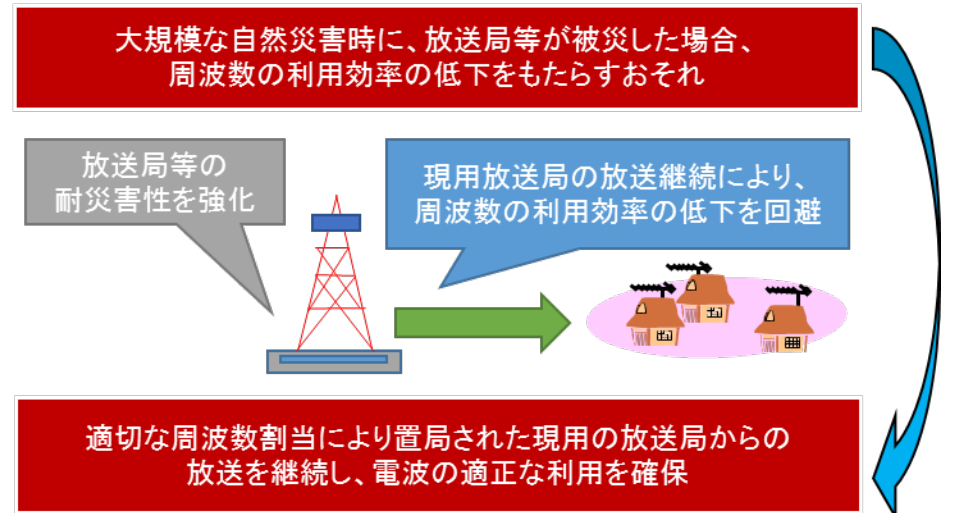 大規模な自然災害時に、放送局等が被災した場合、
周波数の利用効率の低下をもたらすおそれ
放送局等の
耐災害性を強化
現用放送局の放送継続により、
周波数の利用効率の低下を回避
適切な周波数割当により置局された現用の放送局からの
放送を継続し、電波の適正な利用を確保